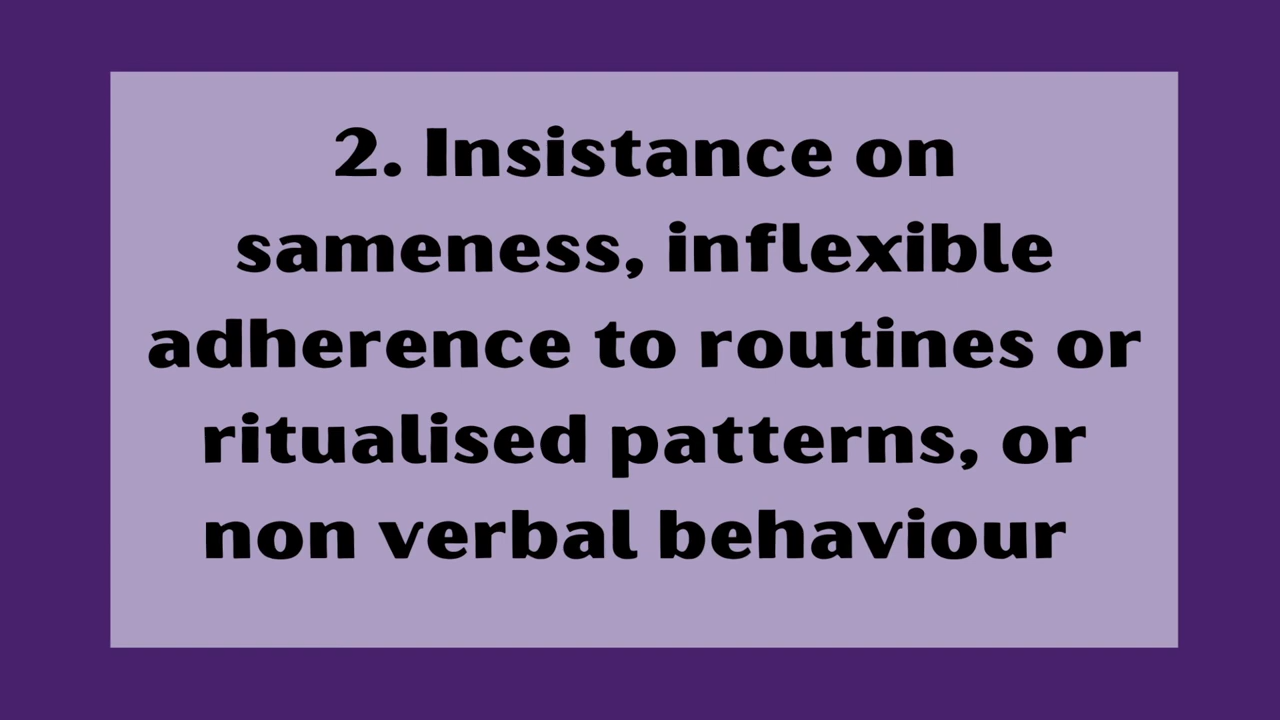 2. Insistance on
sameness, inflexible
adherence to routines or
ritualised patterns, or
non verbal behaviour